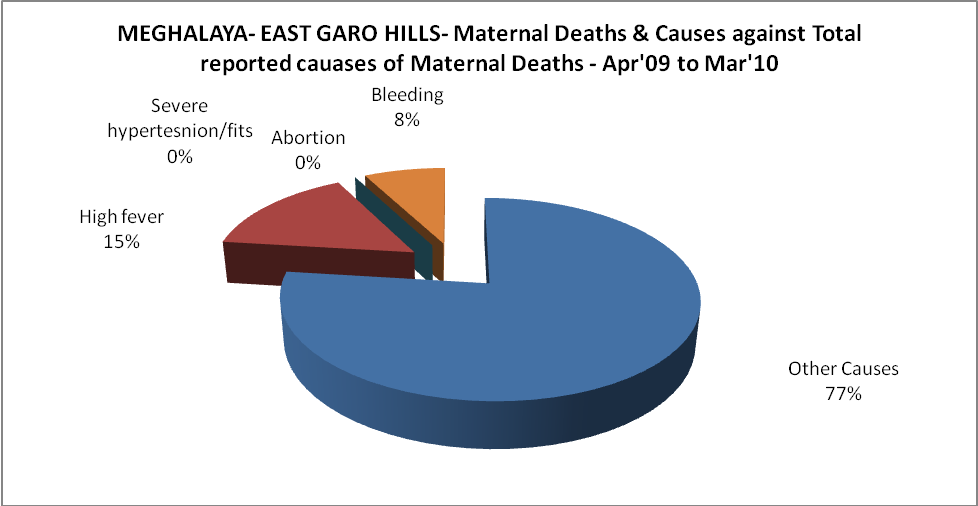 MEGHALAYA- EAST GARO HILLS- Maternal Deaths & Causes against Total
reported cauases of Maternal Deaths - Apr'09 to Mar'10
Bleeding
8%
Severe
hypertesnion/fits
0%
Abortion
0%
High fever
15%
Other Causes
77%